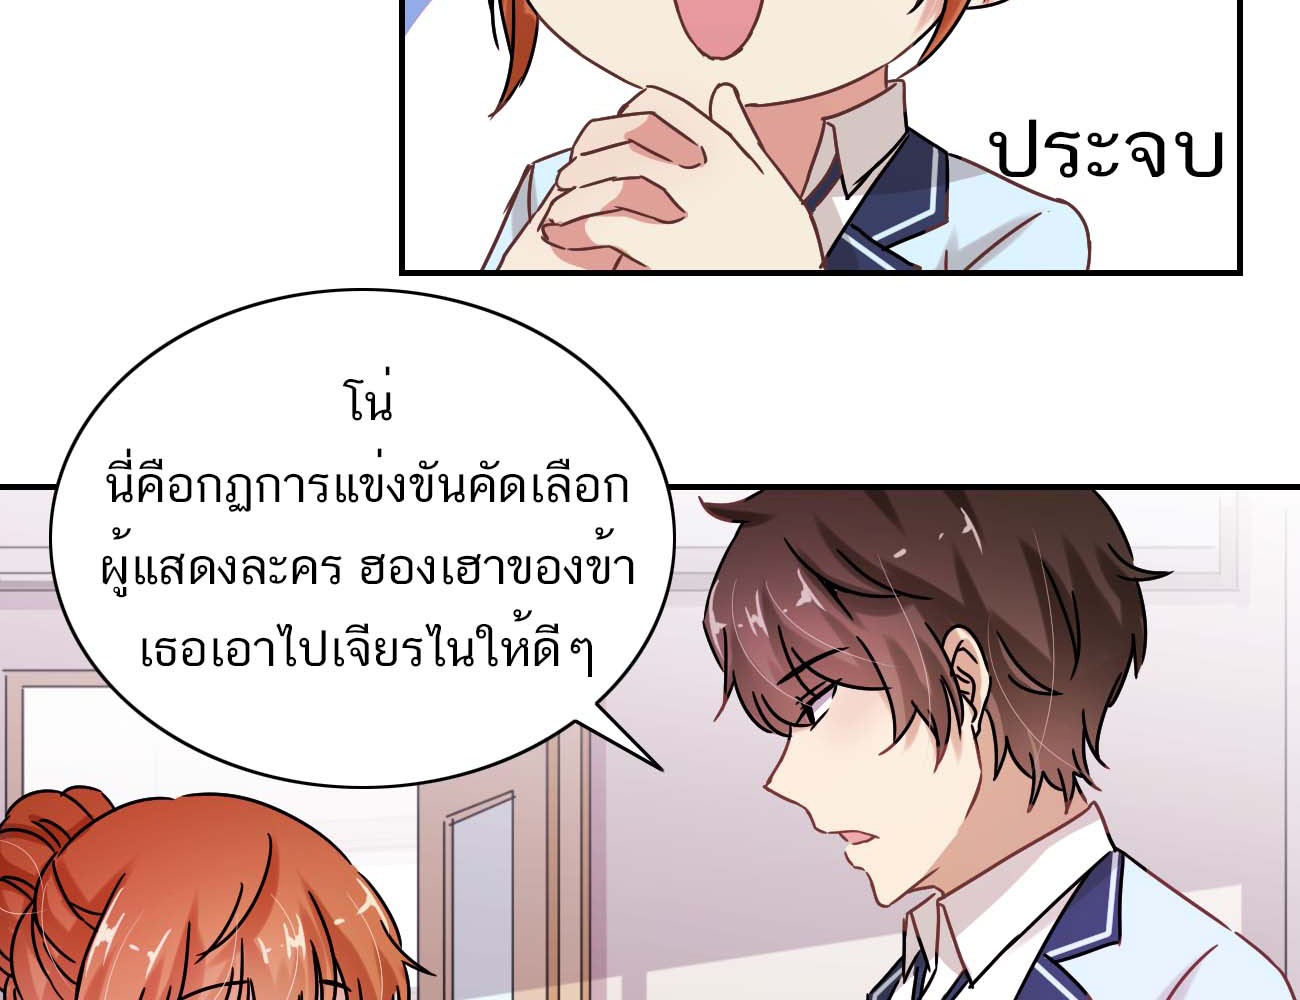 ประจบ
โน่
นี่คือกฏการแข่งขันคัดเลือก
ผู้แสดงละคร ฮองเฮาของข้า
เธอเอาไปเจียรไนให้ดีๆ